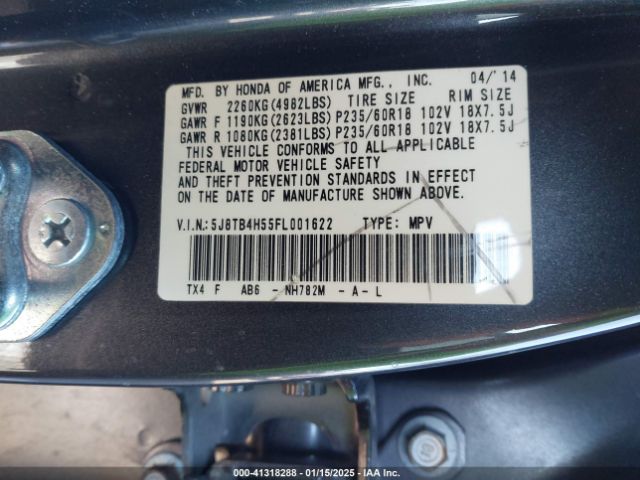 MFD. BY HONDA OF AMERICA MFG., INC. 04/'14
GVWR 2260KG(4982LBS) TIRE SIZE RIM SIZE
GAWR F 1190KG(2623LBS) P235/60R18 102V 18X7.5J
GAWR R 1080KG(2381LBS) P235/60R18 102V 18X7.5J
THIS VEHICLE CONFORMS TO ALL APPLICABLE
FEDERAL MOTOR VEHICLE SAFETY
AND THEFT PREVENTION STANDARDS IN EFFECT
ON THE DATE OF MANUFACTURE SHOWN ABOVE.
V.I.N.:5J8TB4H55FL001622 TYPE: MPV
TX4 F AB6 - NH782M - A - L
000-41318288 - 01/15/2025 - IAA Inc.